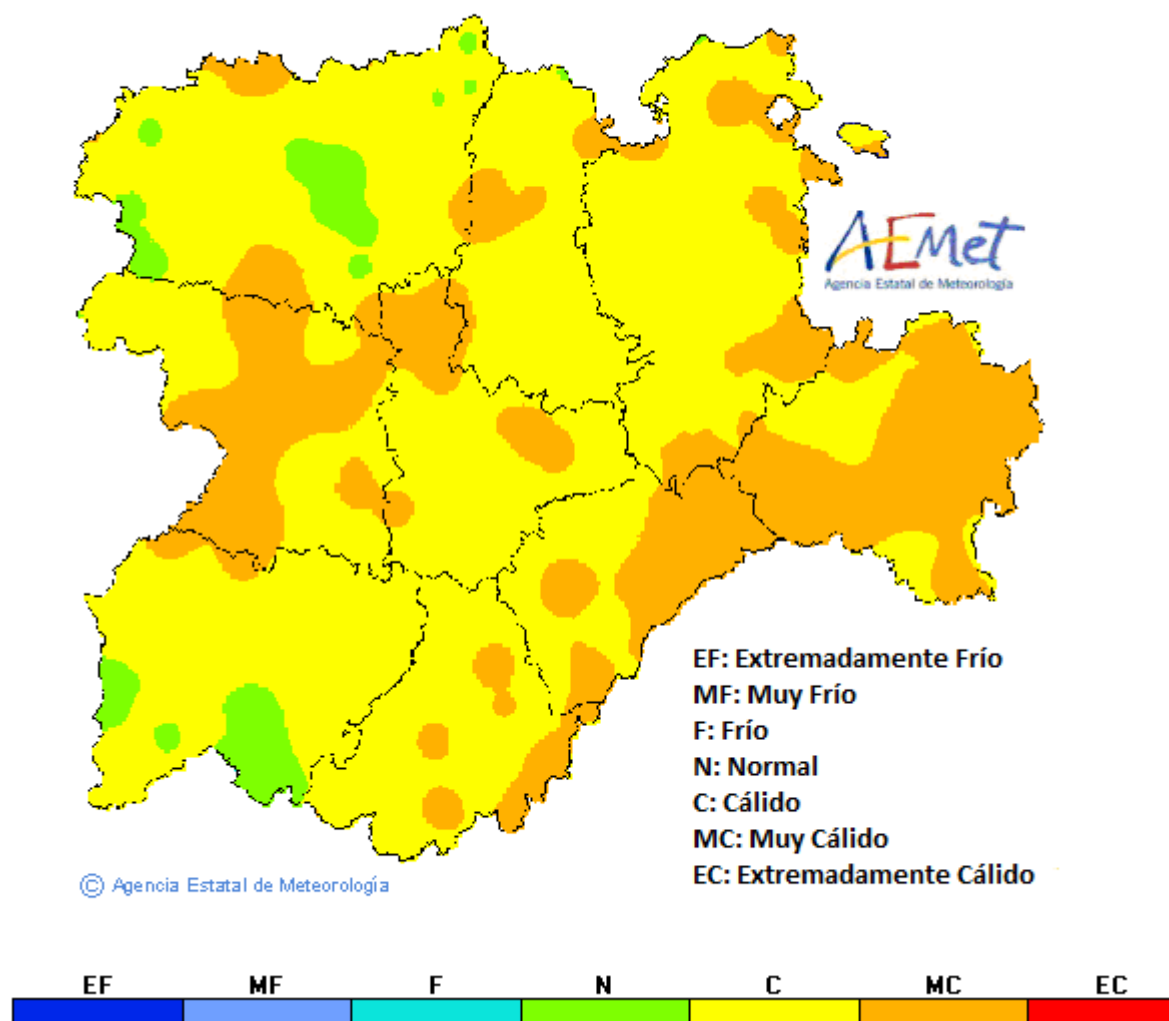 AEMet
Agencia Estatal de Meteorología
EF: Extremadamente Frío
MF: Muy Frío
F: Frío
N: Normal
C: Cálido
MC: Muy Cálido
EC: Extremadamente Cálido
© Agencia Estatal de Meteorología
EF MF F N C MC EC